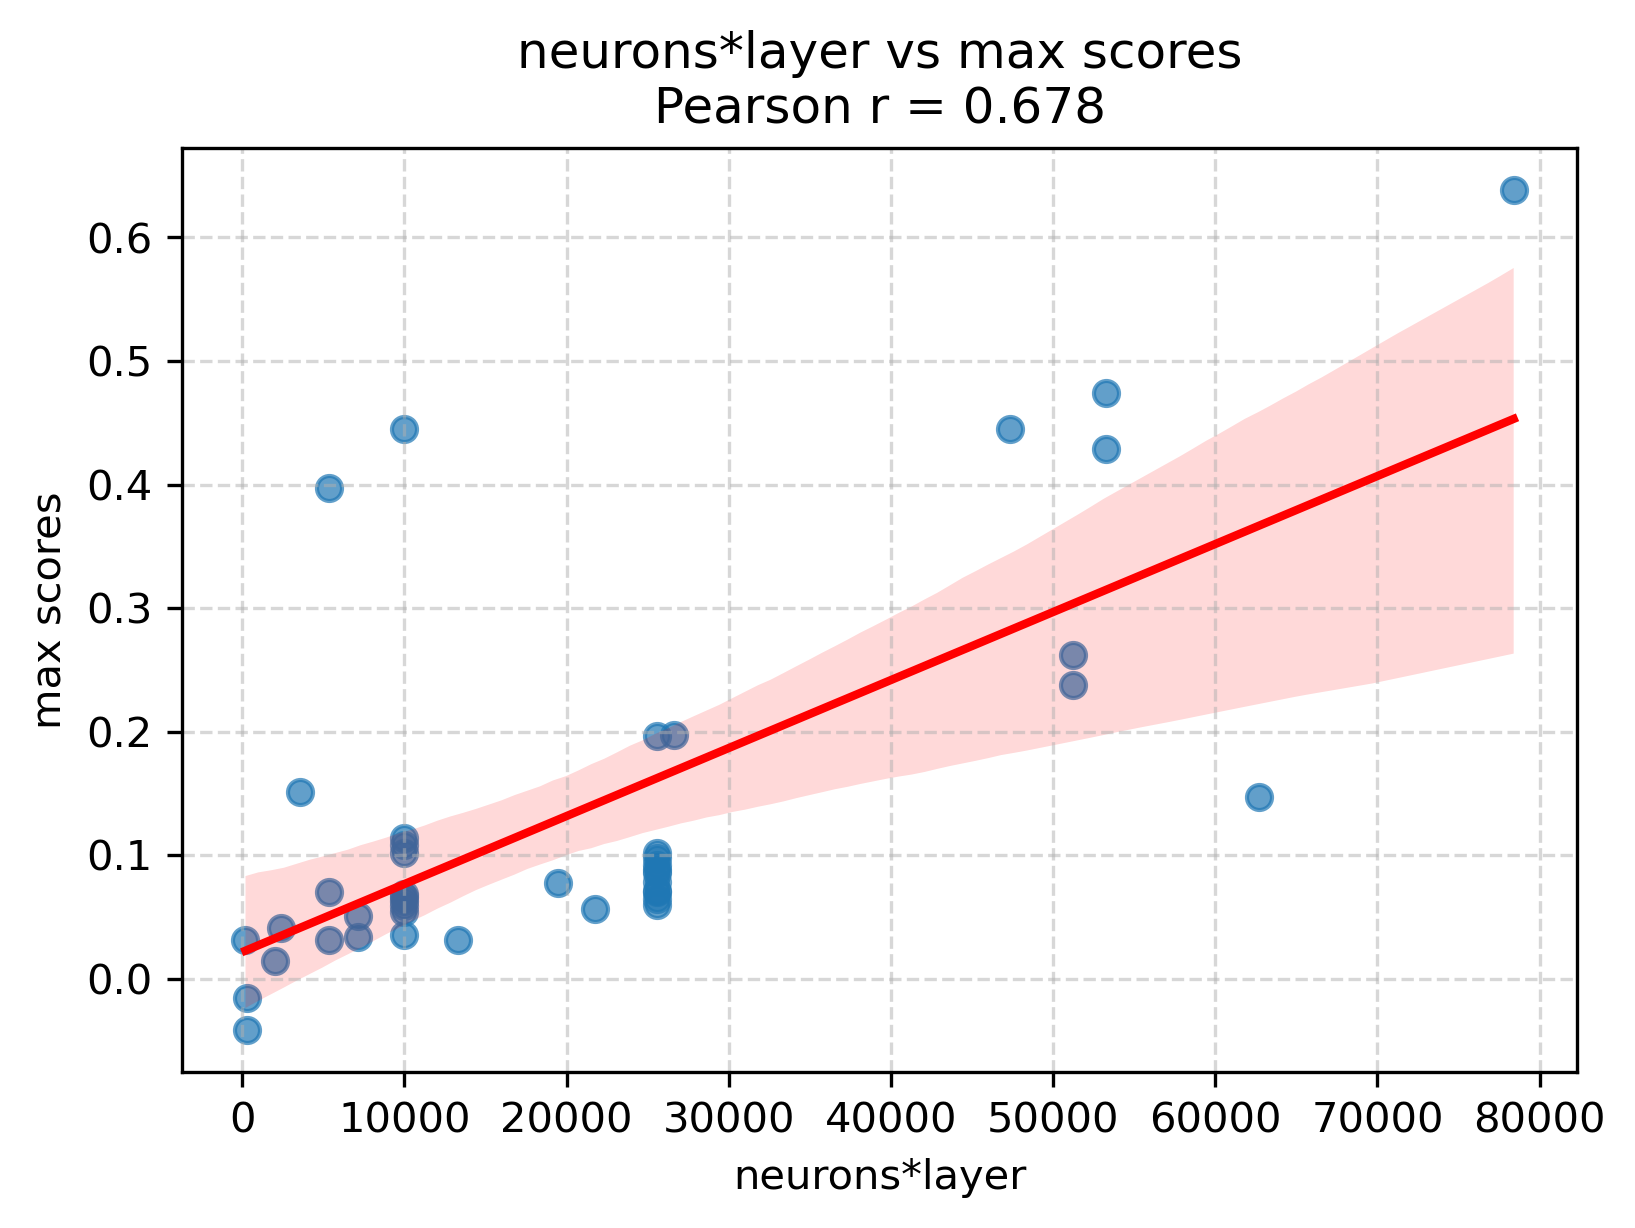 neurons*layer vs max scores
Pearson r = 0.678
max scores
0.6
0.5
0.4
0.3
0.2
0.1
0.0
0 10000 20000 30000 40000 50000 60000 70000 80000
neurons*layer